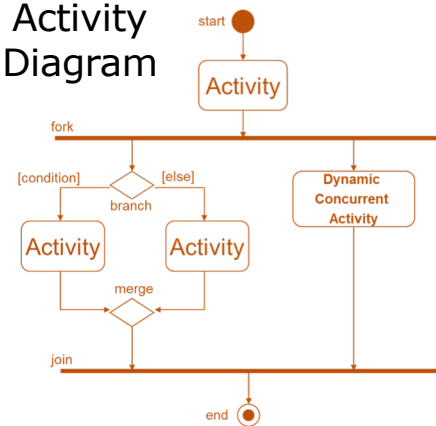 Activity
Diagram
start
Activity
fork
[condition]
[else]
branch
Dynamic
Concurrent
Activity
Activity
Activity
merge
join
end